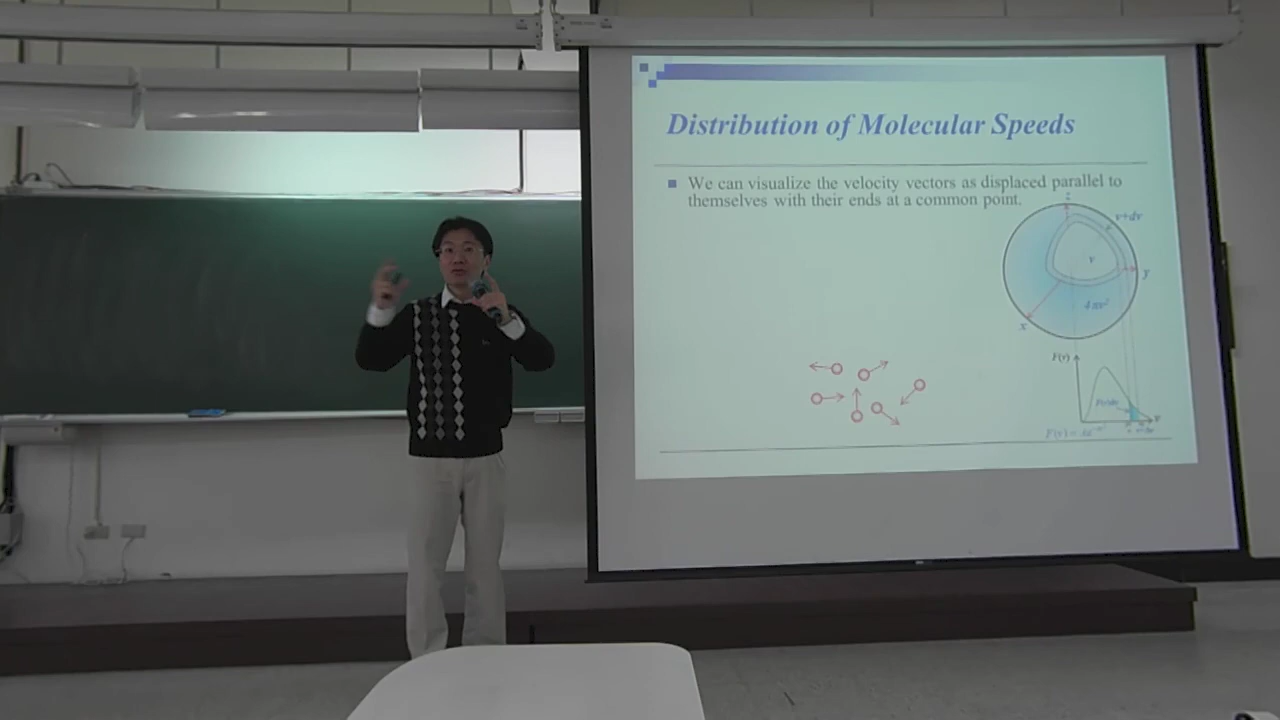 Distribution of Molecular Speeds
We can visualize the velocity vectors as displaced parallel to
themselves with their ends at a common point.
z
v+dv
v
y
4πv²
x
F(v)
v